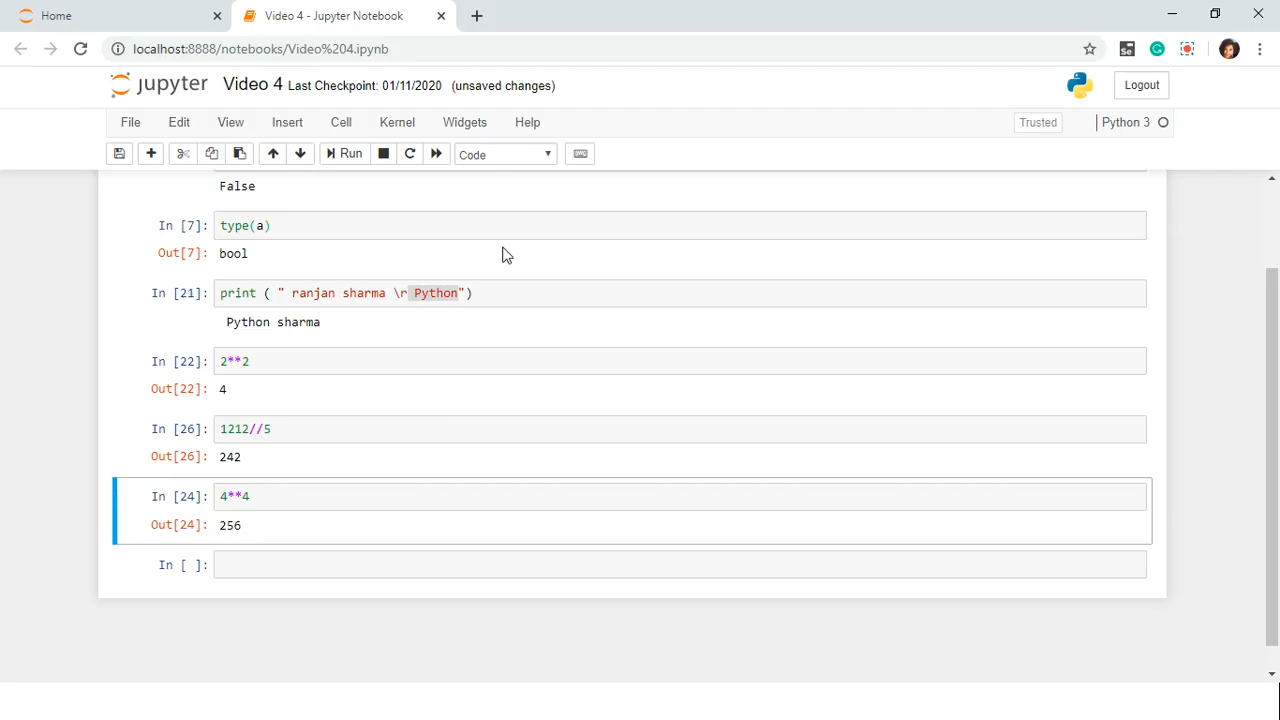 Home
Video 4 - Jupyter Notebook
localhost:8888/notebooks/Video%204.ipynb
Se
jupyter Video 4 Last Checkpoint: 01/11/2020 (unsaved changes)
Logout
File Edit View Insert Cell Kernel Widgets Help
Trusted
Python 3
Run
Code
False
In [7]: type(a)
Out[7]: bool
In [21]: print ( " ranjan sharma \r Python")
Python sharma
In [22]: 2**2
Out[22]: 4
In [26]: 1212//5
Out[26]: 242
In [24]: 4**4
Out[24]: 256
In [ ]: